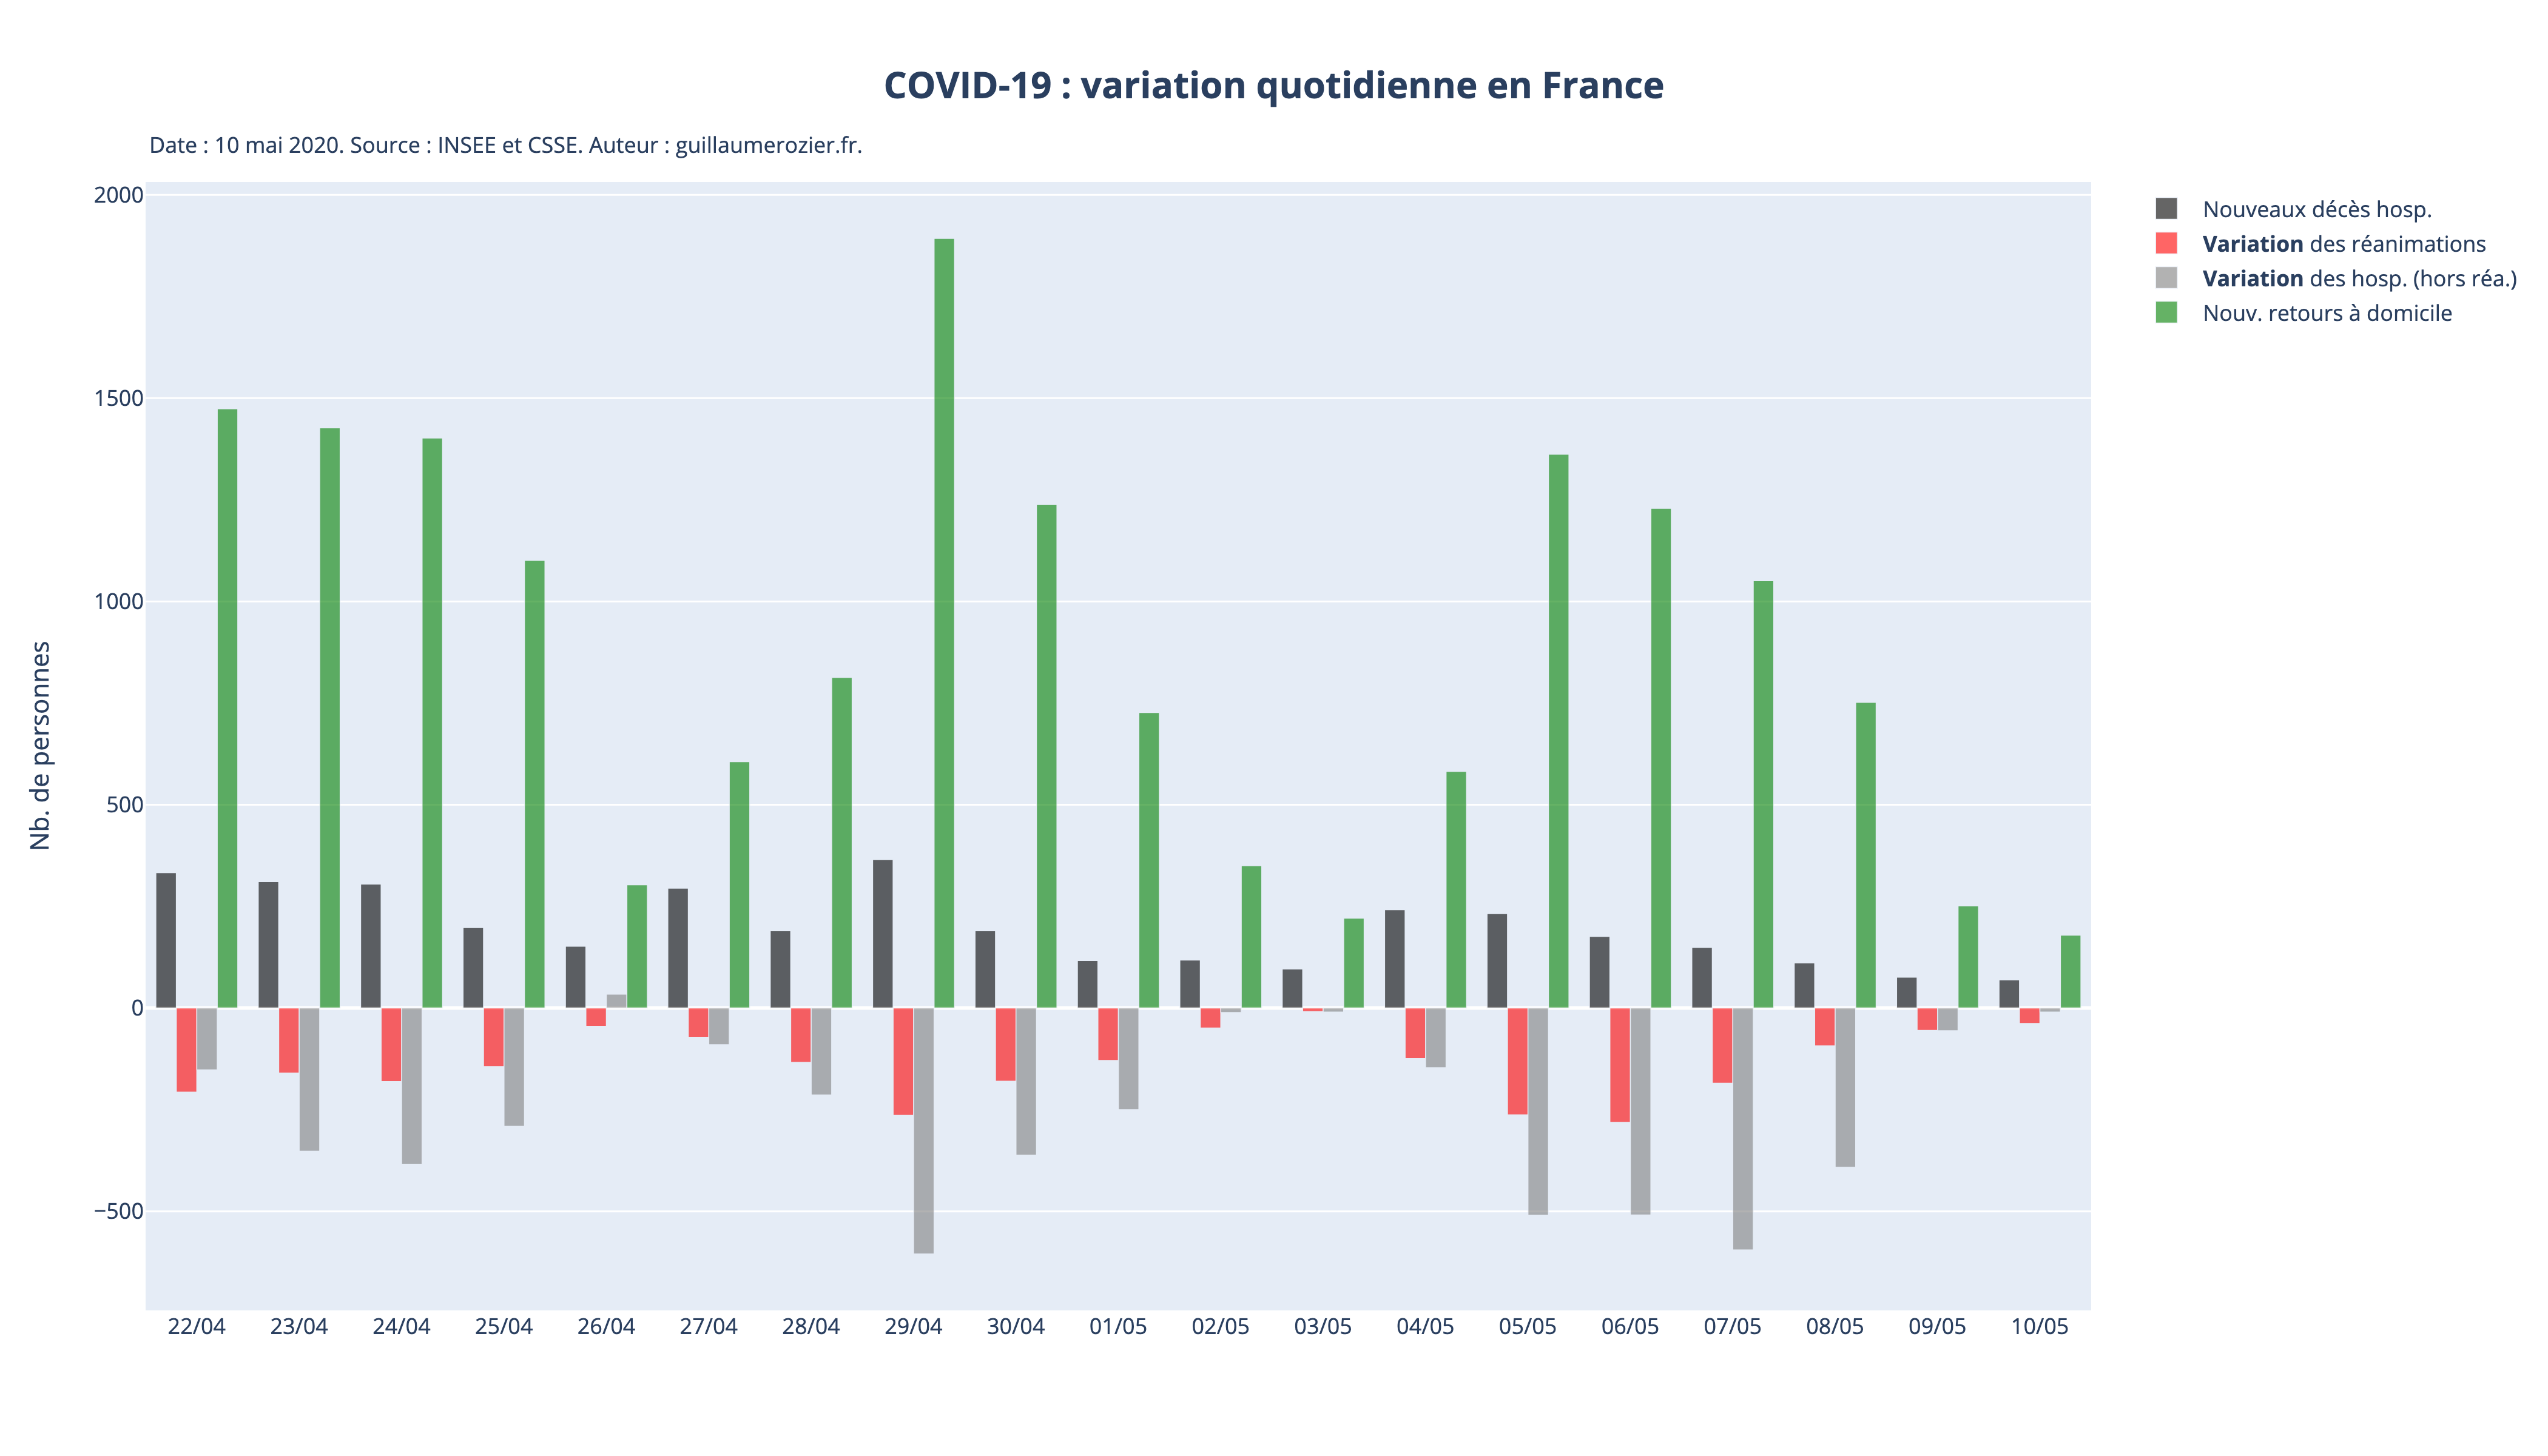 COVID-19 : variation quotidienne en France
Date : 10 mai 2020. Source : INSEE et CSSE. Auteur : guillaumerozier.fr.
Nouveaux décès hosp.
Variation des réanimations
Variation des hosp. (hors réa.)
Nouv. retours à domicile
Nb. de personnes
2000
1500
1000
500
0
−500
22/04 23/04 24/04 25/04 26/04 27/04 28/04 29/04 30/04 01/05 02/05 03/05 04/05 05/05 06/05 07/05 08/05 09/05 10/05